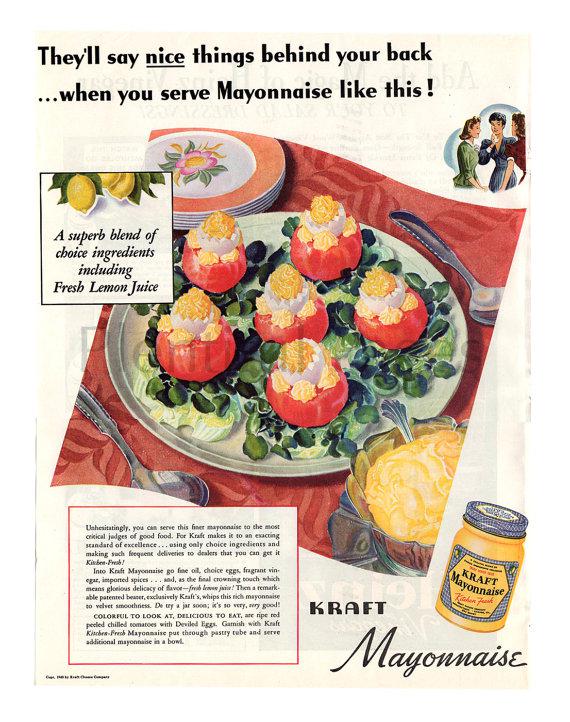 They'll say nice things behind your back
...when you serve Mayonnaise like this!
A superb blend of
choice ingredients
including
Fresh Lemon Juice
Unhesitatingly, you can serve this finer mayonnaise to the most
critical judges of good food. For Kraft makes it to an exacting
standard of excellence . . . using only choice ingredients and
making such frequent deliveries to dealers that you can get it
Kitchen-Fresh!
Into Kraft Mayonnaise go fine oil, choice eggs, fragrant vin-
egar, imported spices . . . and, as the final crowning touch which
means glorious delicacy of flavor—fresh lemon juice! Then a remark-
able patented beater, exclusively Kraft's, whips this rich mayonnaise
to velvet smoothness. Do try a jar soon; it's so very, very good!
COLORFUL TO LOOK AT, DELICIOUS TO EAT, are ripe red
peeled chilled tomatoes with Deviled Eggs. Garnish with Kraft
Kitchen-Fresh Mayonnaise put through pastry tube and serve
additional mayonnaise in a bowl.
KRAFT
Mayonnaise
Kitchen Fresh
KRAFT
Mayonnaise
Copr. 1940 by Kraft Cheese Company